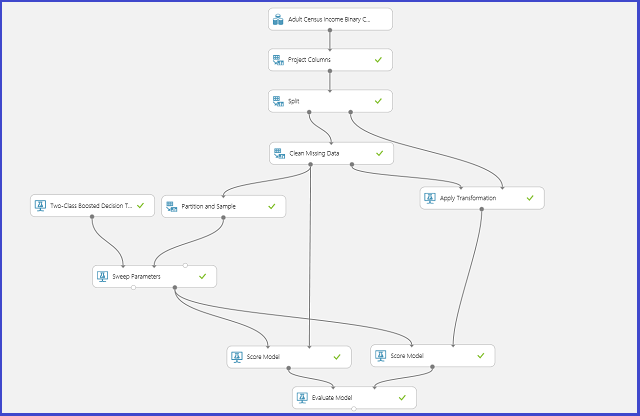 Adult Census Income Binary C...
Project Columns
Split
Clean Missing Data
Two-Class Boosted Decision T...
Partition and Sample
Apply Transformation
Sweep Parameters
Score Model
Score Model
Evaluate Model